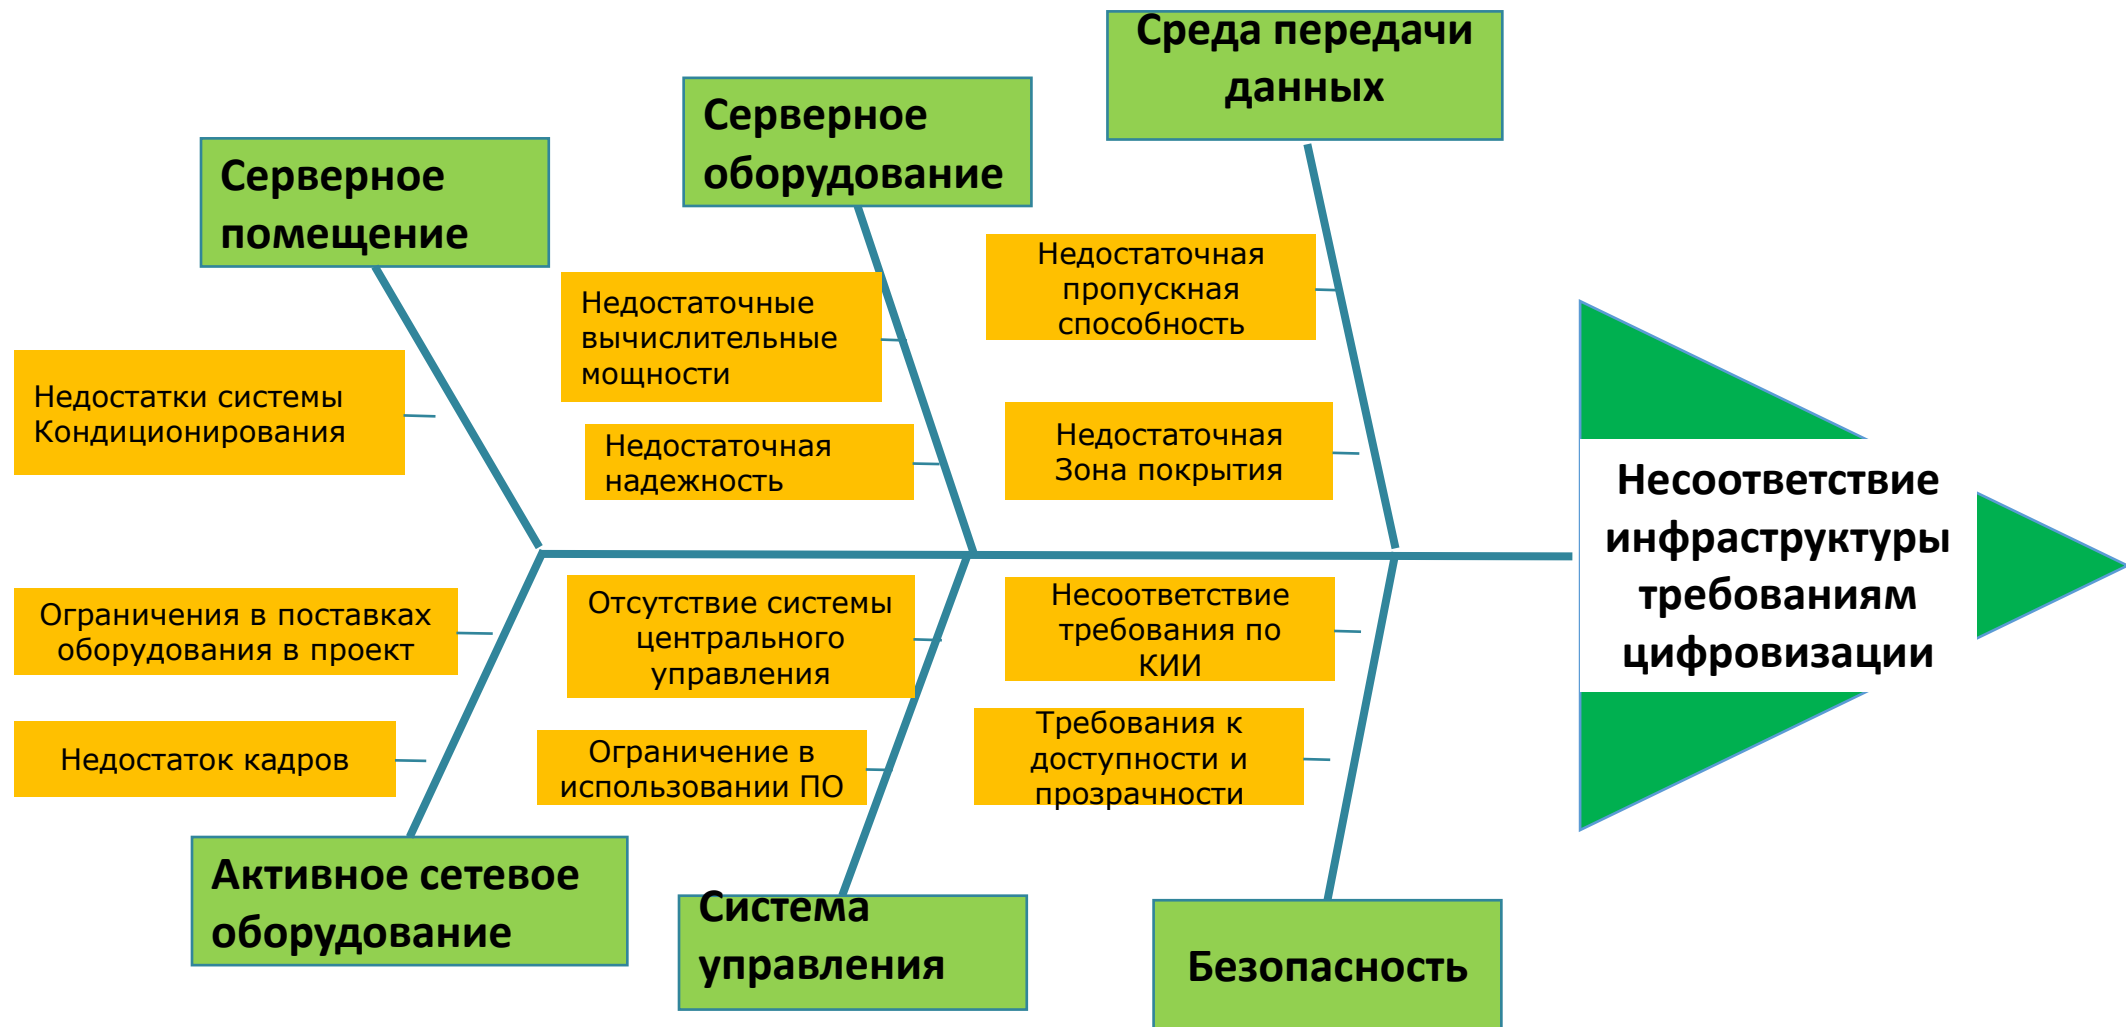 Среда передачи
данных
Серверное
оборудование
Серверное
помещение
Недостаточная
пропускная
способность
Недостаточные
вычислительные
мощности
Недостатки системы
Кондиционирования
Недостаточная
надежность
Недостаточная
Зона покрытия
Несоответствие
инфраструктуры
требованиям
цифровизации
Ограничения в поставках
оборудования в проект
Отсутствие системы
центрального
управления
Несоответствие
требования по
КИИ
Недостаток кадров
Ограничение в
использовании ПО
Требования к
доступности и
прозрачности
Активное сетевое
оборудование
Система
управления
Безопасность